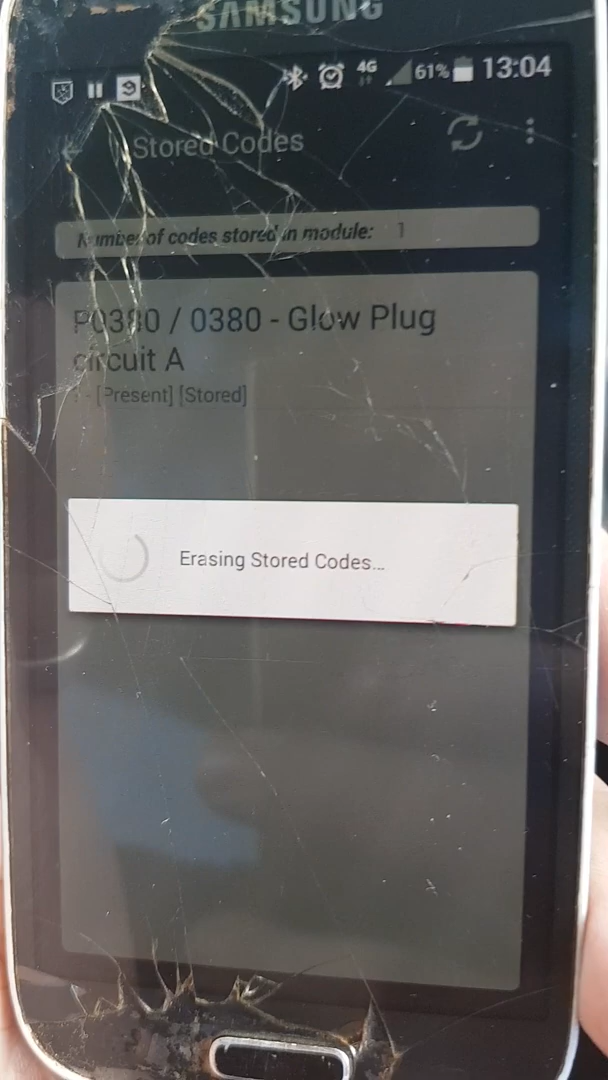 SAMSUNG
4G 61% 13:04
Stored Codes
Number of codes stored in module: 1
P0380 / 0380 - Glow Plug
circuit A
[Present] [Stored]
Erasing Stored Codes...